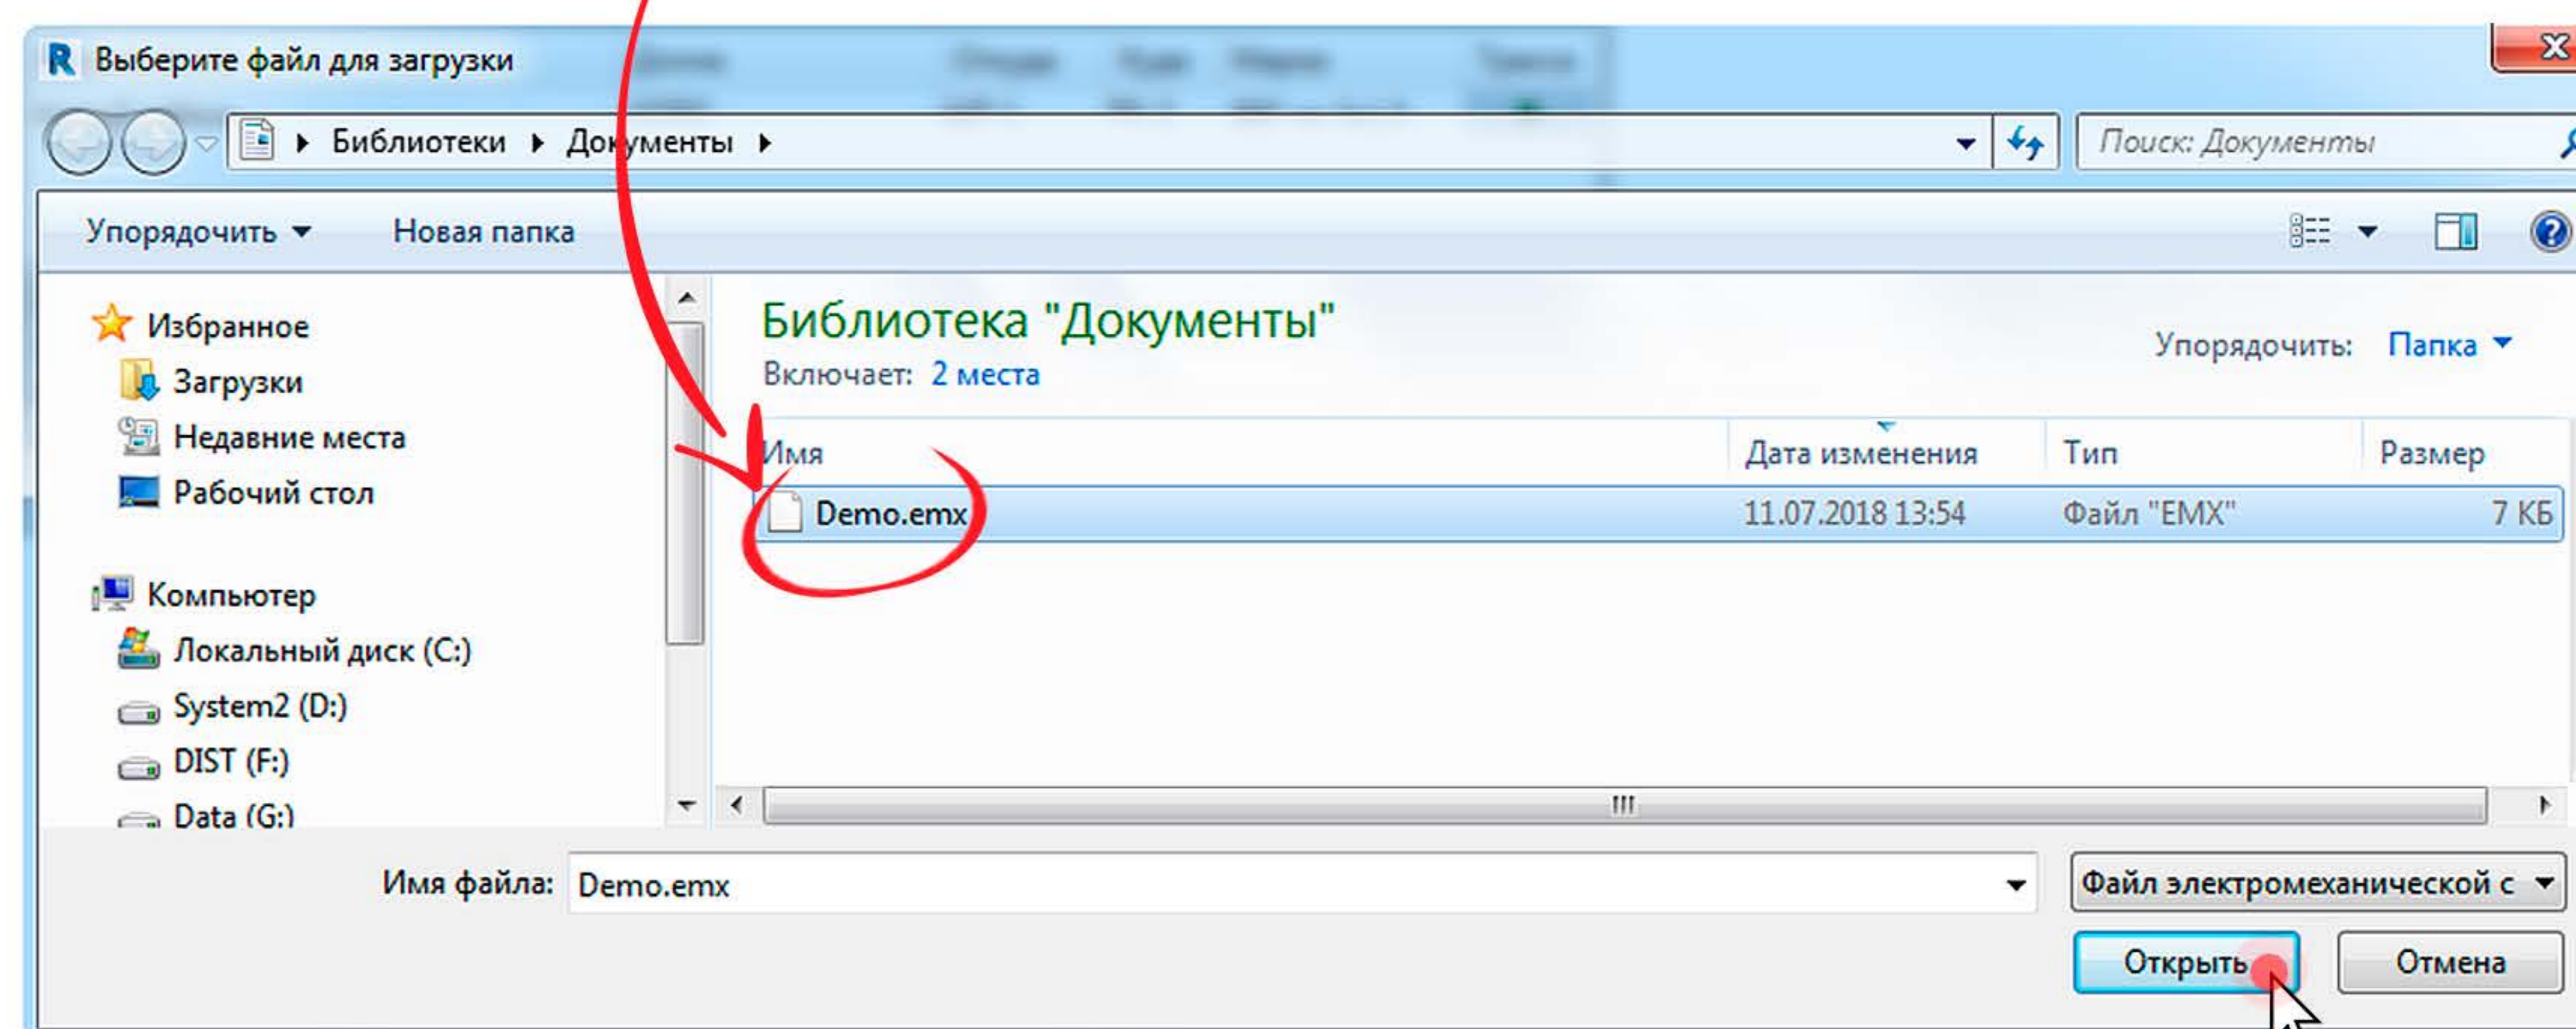 Выберите файл для загрузки
Библиотеки Документы
Поиск: Документы
Упорядочить Новая папка
Избранное
Загрузки
Недавние места
Рабочий стол
Компьютер
Локальный диск (C:)
System2 (D:)
DIST (F:)
Data (G:)
Библиотека "Документы"
Включает: 2 места
Упорядочить: Папка
Имя Дата изменения Тип Размер
Demo.emx 11.07.2018 13:54 Файл "EMX" 7 КБ
Имя файла: Demo.emx
Файл электромеханической с
Открыть Отмена